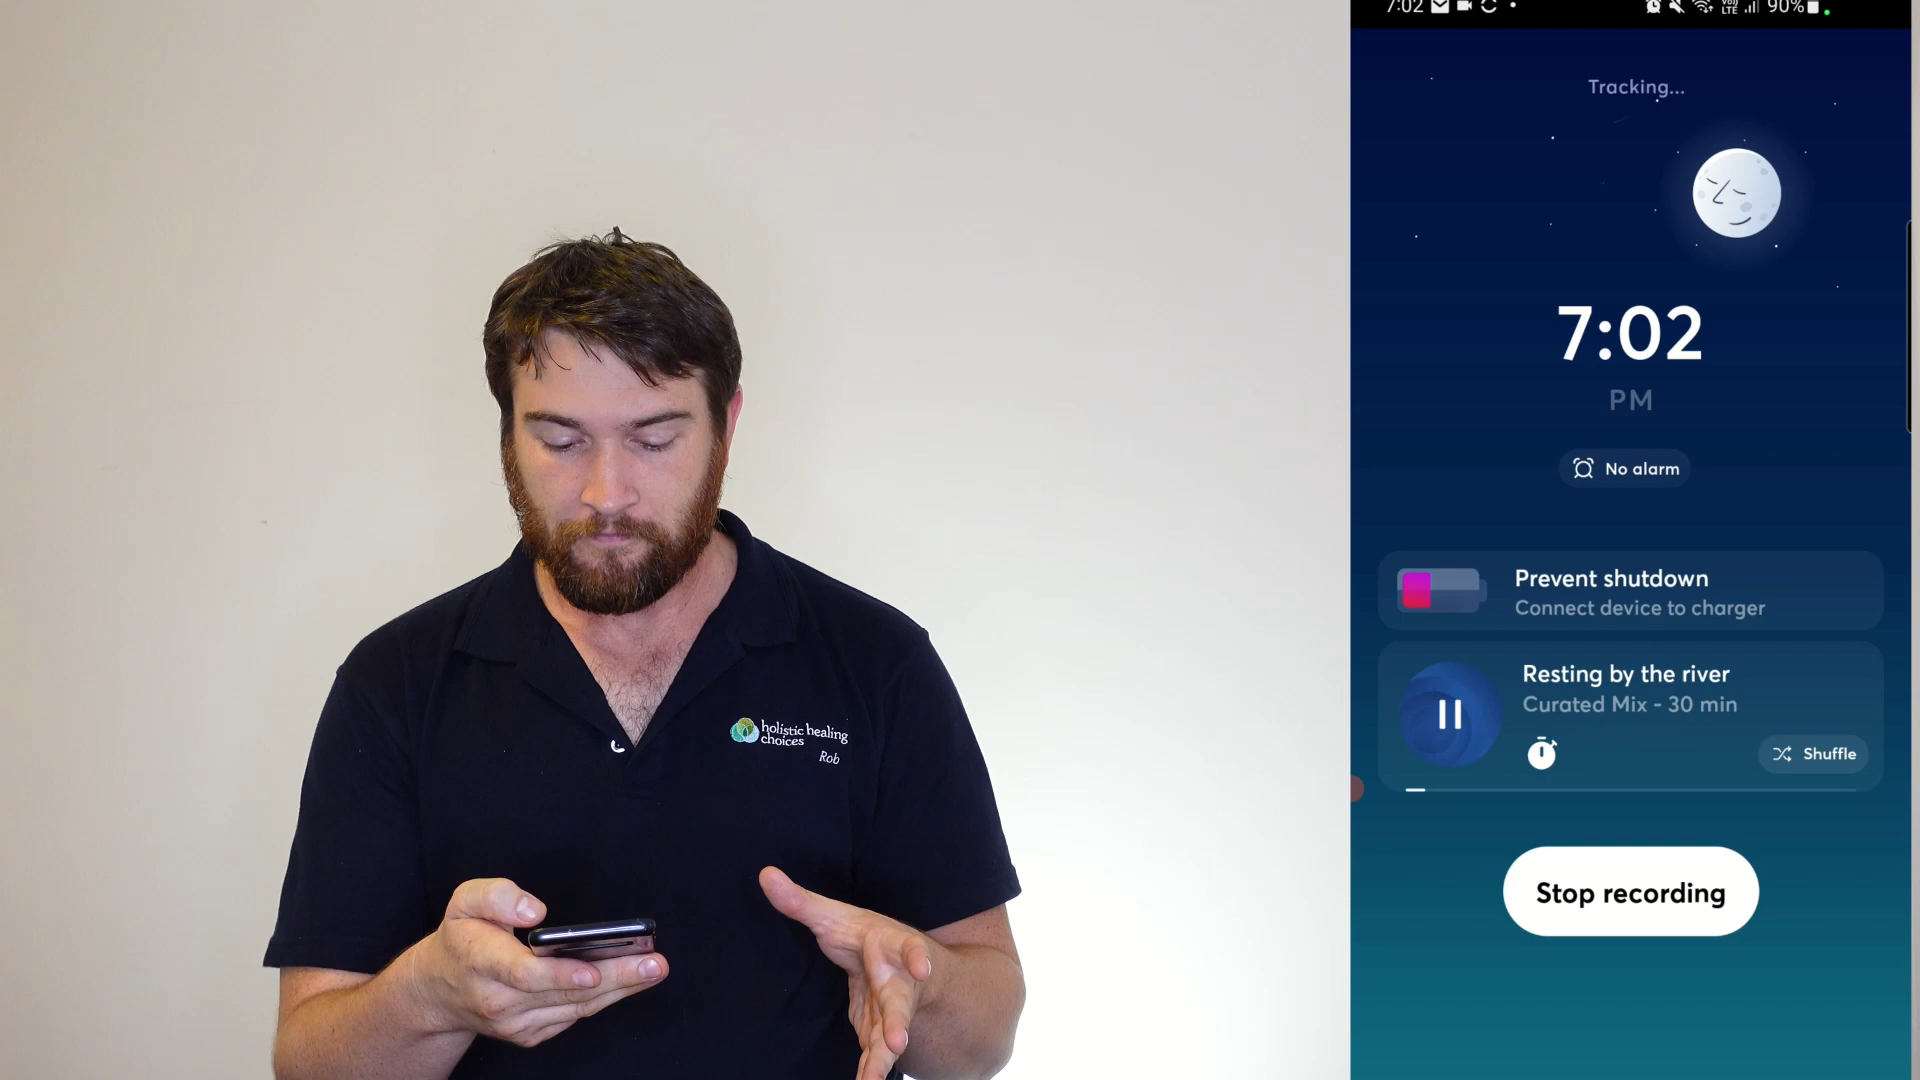 holistic healing
choices
Rob
7:02
VoLTE
90%
Tracking...
7:02
PM
No alarm
Prevent shutdown
Connect device to charger
Resting by the river
Curated Mix - 30 min
Shuffle
Stop recording